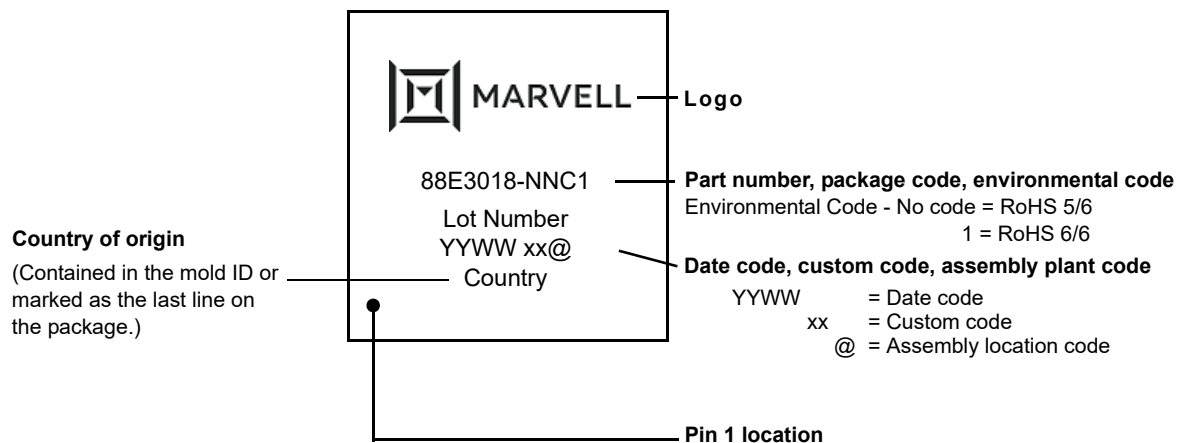 MARVELL
Logo
88E3018-NNC1
Part number, package code, environmental code
Environmental Code - No code = RoHS 5/6
1 = RoHS 6/6
Lot Number
YYWW xx@
Country
Country of origin
(Contained in the mold ID or
marked as the last line on
the package.)
Date code, custom code, assembly plant code
YYWW = Date code
xx = Custom code
@ = Assembly location code
Pin 1 location